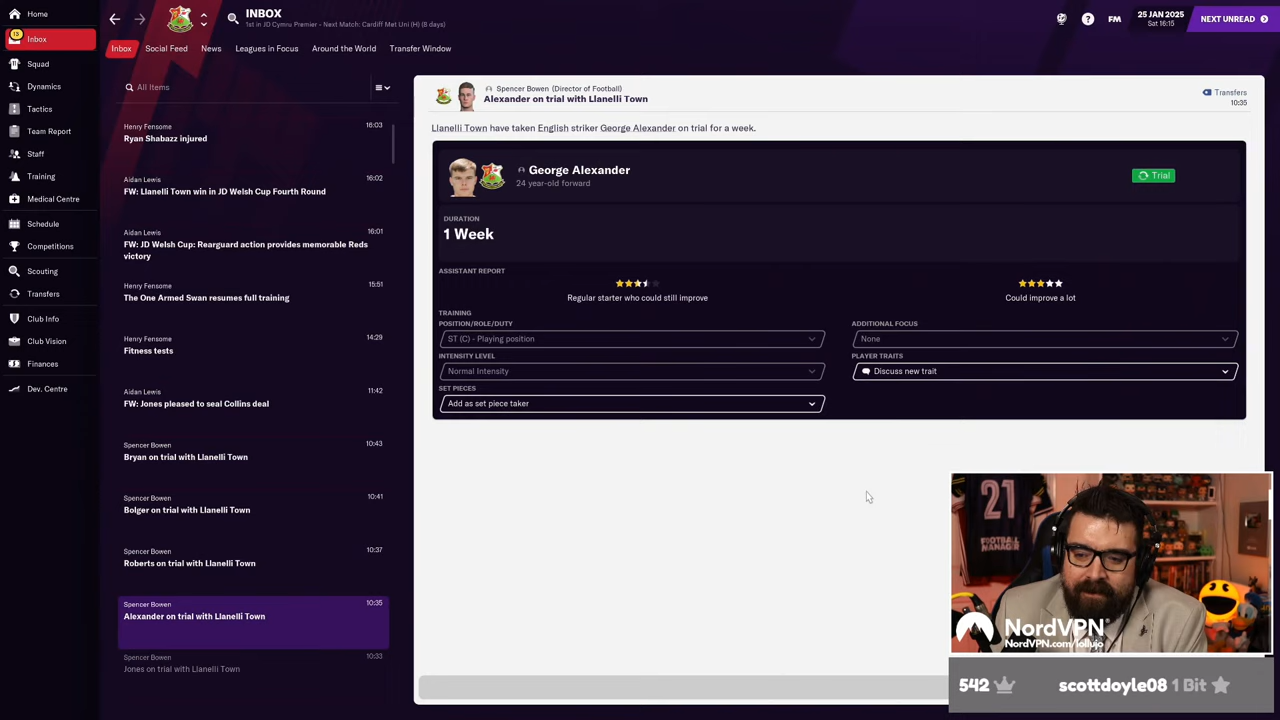 Home
INBOX
1st in JD Cymru Premier - Next Match: Cardiff Met Uni (H) (8 days)
FM
25 JAN 2025
Sat 16:15
NEXT UNREAD
13
Inbox
Squad
Dynamics
Tactics
Team Report
Staff
Training
Medical Centre
Schedule
Competitions
Scouting
Transfers
Club Info
Club Vision
Finances
Dev. Centre
Inbox Social Feed News Leagues in Focus Around the World Transfer Window
All Items
Henry Fensome 16:03
Ryan Shabazz injured
Aidan Lewis 16:02
FW: Llanelli Town win in JD Welsh Cup Fourth Round
Aidan Lewis 16:01
FW: JD Welsh Cup: Rearguard action provides memorable Reds
victory
Henry Fensome 15:51
The One Armed Swan resumes full training
Henry Fensome 14:29
Fitness tests
Aidan Lewis 11:42
FW: Jones pleased to seal Collins deal
Spencer Bowen 10:43
Bryan on trial with Llanelli Town
Spencer Bowen 10:41
Bolger on trial with Llanelli Town
Spencer Bowen 10:37
Roberts on trial with Llanelli Town
Spencer Bowen 10:35
Alexander on trial with Llanelli Town
Spencer Bowen 10:33
Jones on trial with Llanelli Town
Spencer Bowen (Director of Football)
Alexander on trial with Llanelli Town
Transfers
10:35
Llanelli Town have taken English striker George Alexander on trial for a week.
George Alexander
24 year-old forward
Trial
DURATION
1 Week
ASSISTANT REPORT
Regular starter who could still improve
Could improve a lot
TRAINING
POSITION/ROLE/DUTY
ST (C) - Playing position
ADDITIONAL FOCUS
None
INTENSITY LEVEL
Normal Intensity
PLAYER TRAITS
Discuss new trait
SET PIECES
Add as set piece taker
21
FOOTBALL
MANAGER
NordVPN®
NordVPN.com/lollujo
542
scottdoyle08 1 Bit